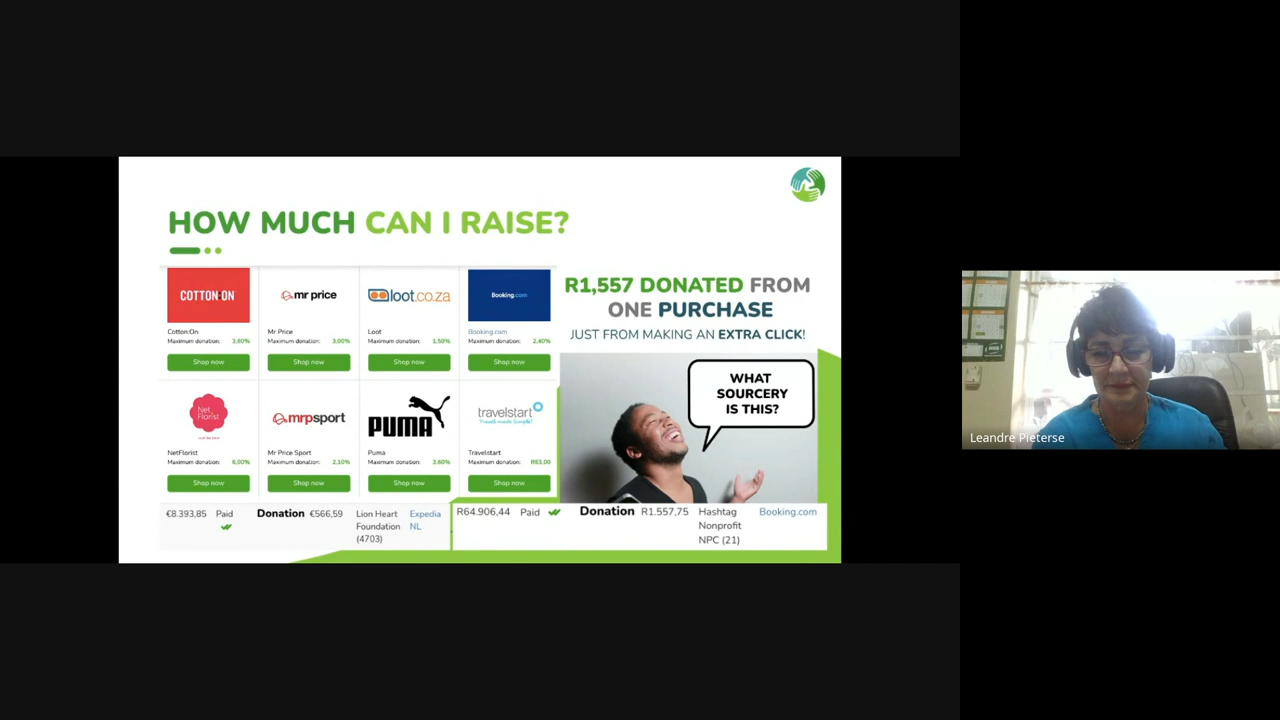 HOW MUCH CAN I RAISE?
COTTON:ON
mr price
loot.co.za
Booking.com
Cotton:On
Maximum donation: 3,60%
Shop now
Mr Price
Maximum donation: 3,00%
Shop now
Loot
Maximum donation: 1,50%
Shop now
Booking.com
Maximum donation: 2,40%
Shop now
Net
Florist
mrpsport
PUMA
travelstart
Travel made Simple!
NetFlorist
Maximum donation: 6,00%
Shop now
Mr Price Sport
Maximum donation: 2,10%
Shop now
Puma
Maximum donation: 3,60%
Shop now
Travelstart
Maximum donation: R63,00
Shop now
R1,557 DONATED FROM
ONE PURCHASE
JUST FROM MAKING AN EXTRA CLICK!
WHAT
SOURCERY
IS THIS?
€8.393,85 Paid Donation €566,59 Lion Heart Expedia
Foundation NL
(4703)
R64.906,44 Paid Donation R1.557,75 Hashtag Booking.com
Nonprofit
NPC (21)
Leandre Pieterse